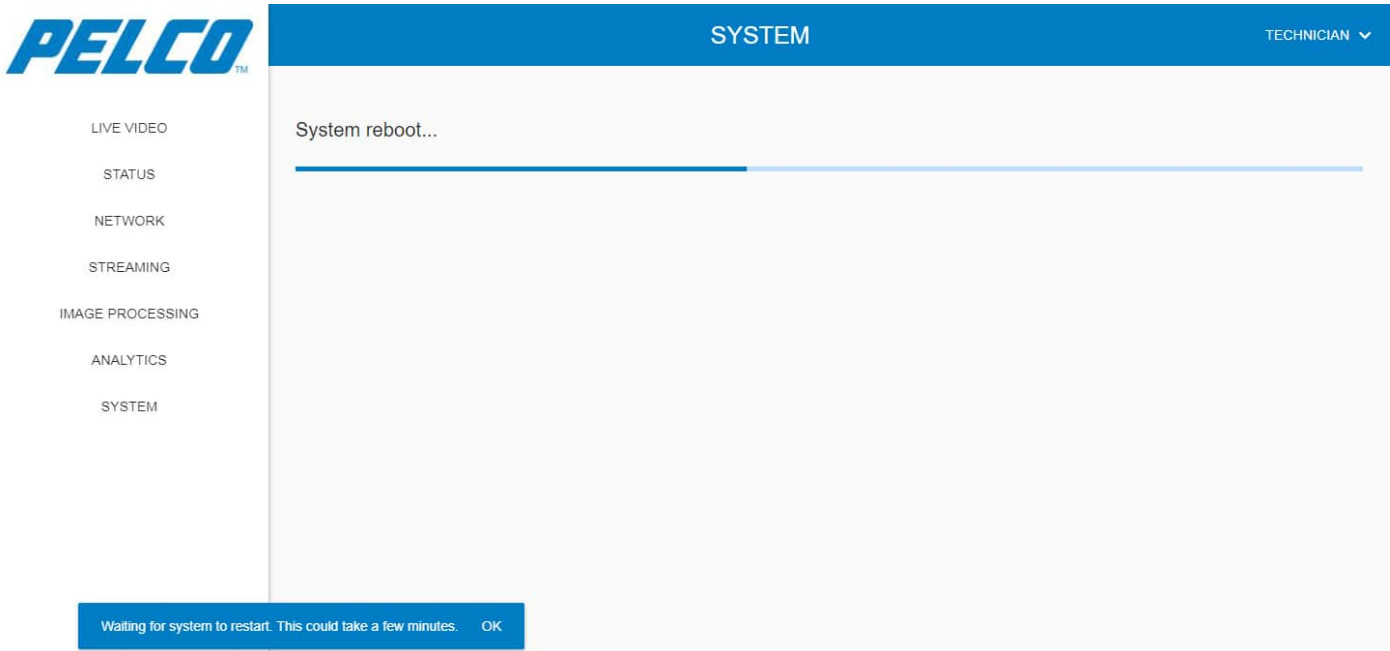 PELCO TM
SYSTEM
TECHNICIAN
LIVE VIDEO
STATUS
NETWORK
STREAMING
IMAGE PROCESSING
ANALYTICS
SYSTEM
System reboot...
Waiting for system to restart. This could take a few minutes. OK